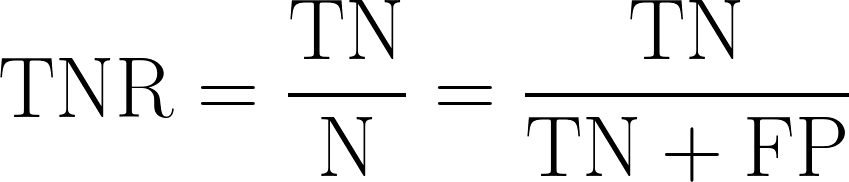 TNR = TN/N = TN/(TN + FP)